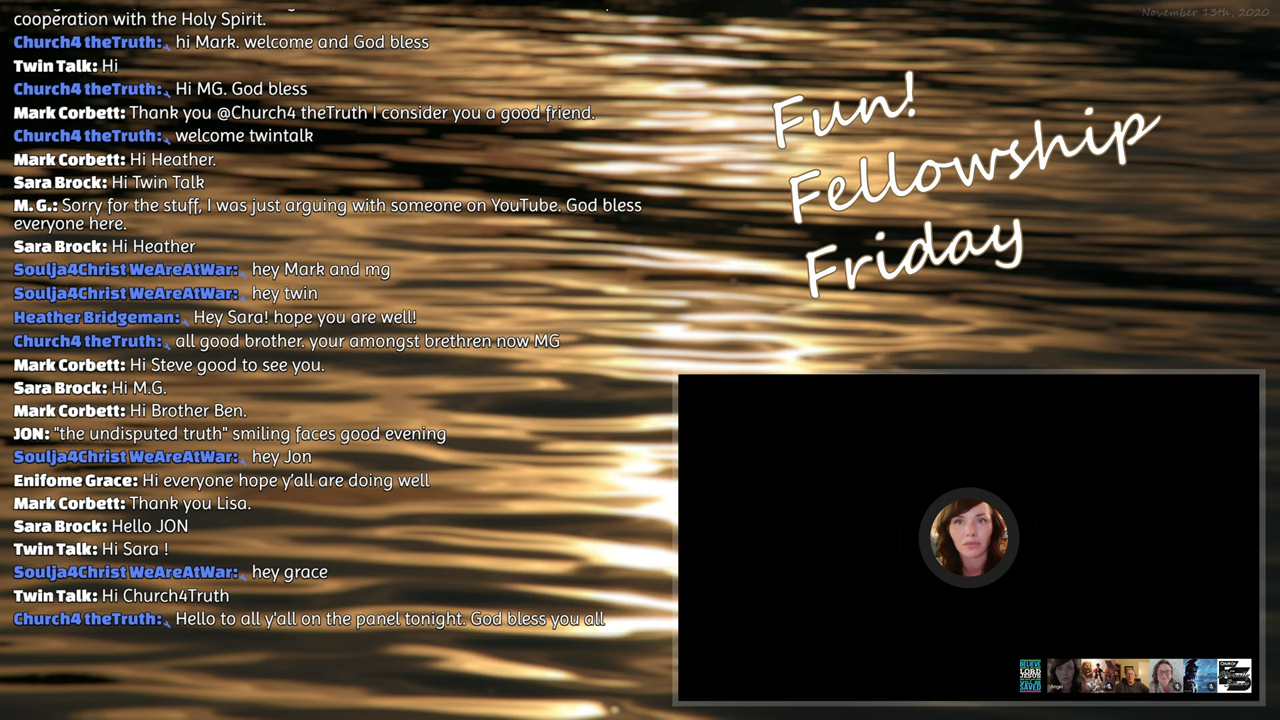 cooperation with the Holy Spirit.
Church4 theTruth: hi Mark. welcome and God bless
Twin Talk: Hi
Church4 theTruth: Hi MG. God bless
Mark Corbett: Thank you @Church4 theTruth I consider you a good friend.
Church4 theTruth: welcome twintalk
Mark Corbett: Hi Heather.
Sara Brock: Hi Twin Talk
M. G.: Sorry for the stuff, I was just arguing with someone on YouTube. God bless
everyone here.
Sara Brock: Hi Heather
Soulja4Christ WeAreAtWar: hey Mark and mg
Soulja4Christ WeAreAtWar: hey twin
Heather Bridgeman: Hey Sara! hope you are well!
Church4 theTruth: all good brother. your amongst brethren now MG
Mark Corbett: Hi Steve good to see you.
Sara Brock: Hi M.G.
Mark Corbett: Hi Brother Ben.
JON: "the undisputed truth" smiling faces good evening
Soulja4Christ WeAreAtWar: hey Jon
Enifome Grace: Hi everyone hope y'all are doing well
Mark Corbett: Thank you Lisa.
Sara Brock: Hello JON
Twin Talk: Hi Sara !
Soulja4Christ WeAreAtWar: hey grace
Twin Talk: Hi Church4Truth
Church4 theTruth: Hello to all y'all on the panel tonight. God bless you all
November 13th, 2020
Fun!
Fellowship
Friday
BELIEVE
LORD
JESUS
SAVED
Angel
CHURCH